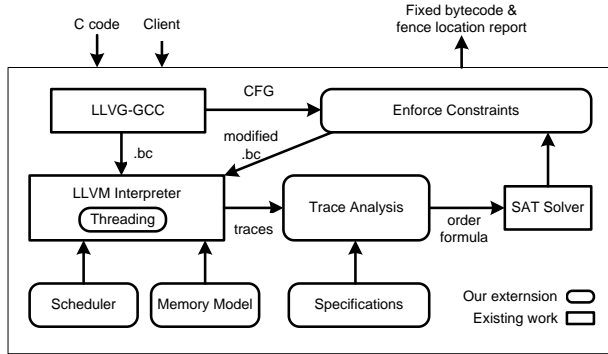 C code
Client
Fixed bytecode &
fence location report
LLVG-GCC
CFG
Enforce Constraints
.bc
modified
.bc
LLVM Interpreter
Threading
traces
Trace Analysis
order
formula
SAT Solver
Scheduler
Memory Model
Specifications
Our externsion
Existing work